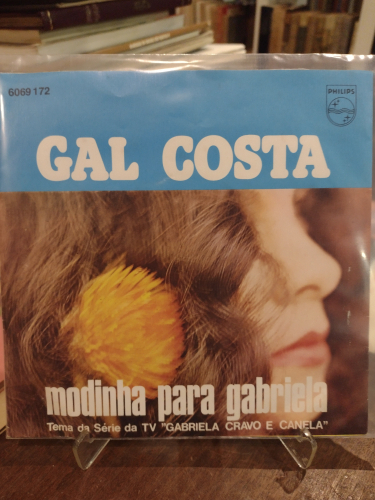 6069 172
PHILIPS
GAL COSTA
modinha para gabriela
Tema da Série da TV "GABRIELA CRAVO E CANELA"